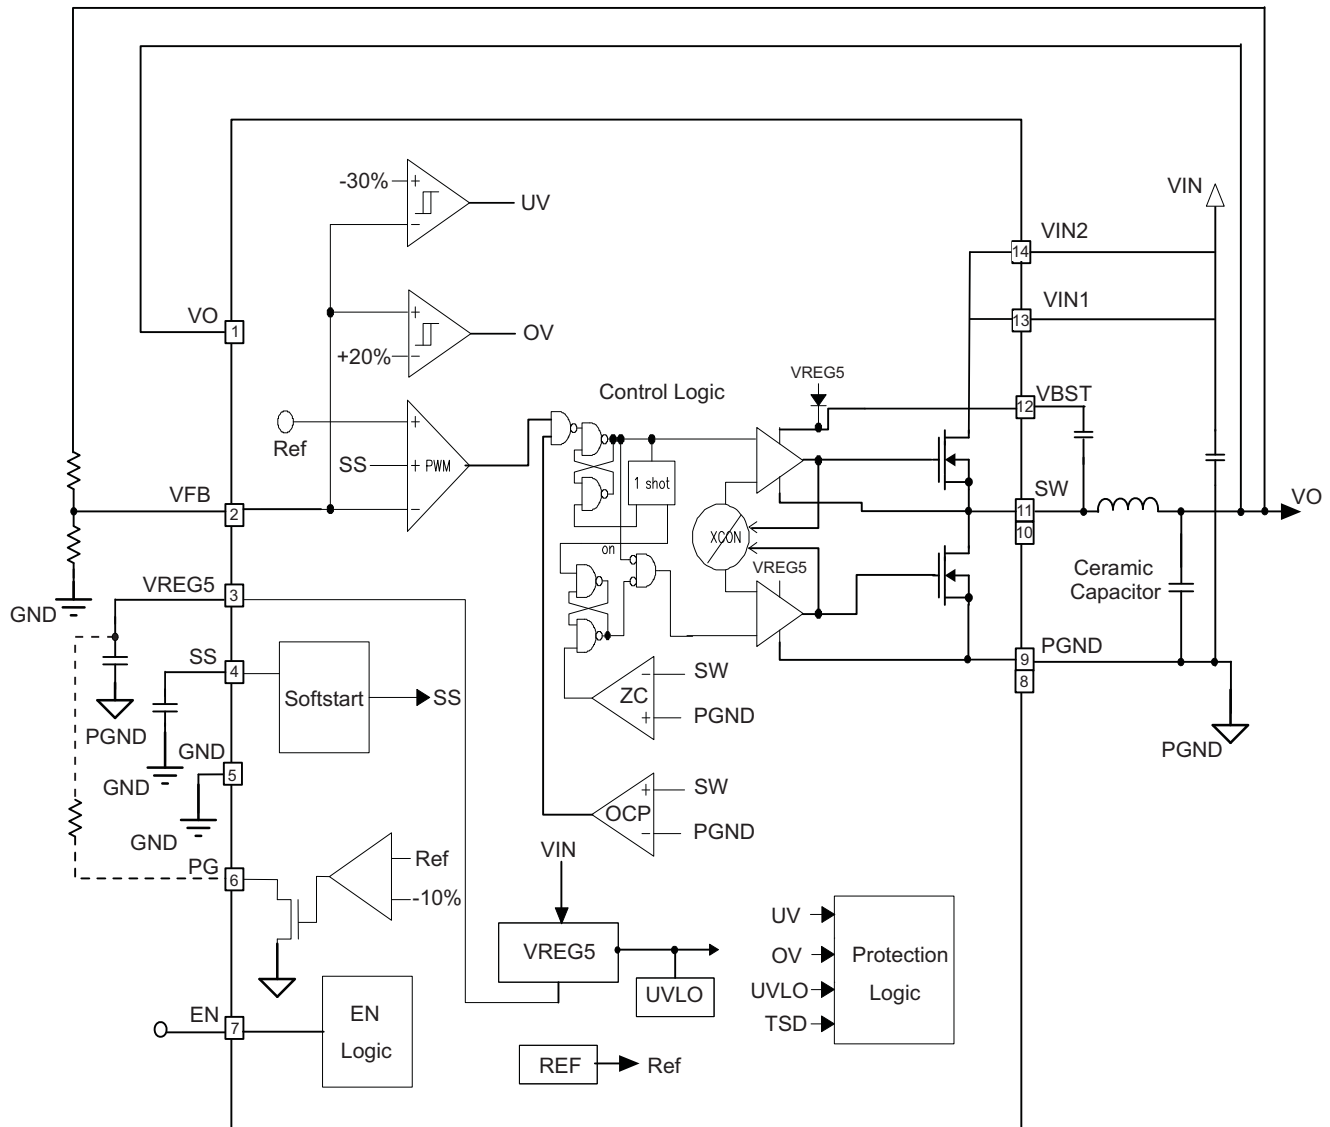 -30%
+
-
UV
VIN
VIN2
14
VO
1
+
-
+20%
OV
VIN1
13
VREG5
Control Logic
VBST
12
Ref
+
SS
+
PWM
-
1 shot
VFB
2
SW
11
10
VO
XCON
on
VREG5
Ceramic
Capacitor
VREG5
3
GND
SS
4
Softstart
SS
PGND
9
8
-
SW
ZC
+
PGND
PGND
GND
GND
5
PGND
GND
+
SW
OCP
-
PGND
PG
6
Ref
-10%
VIN
VREG5
UVLO
UV
OV
UVLO
TSD
Protection
Logic
EN
7
EN
Logic
REF
Ref